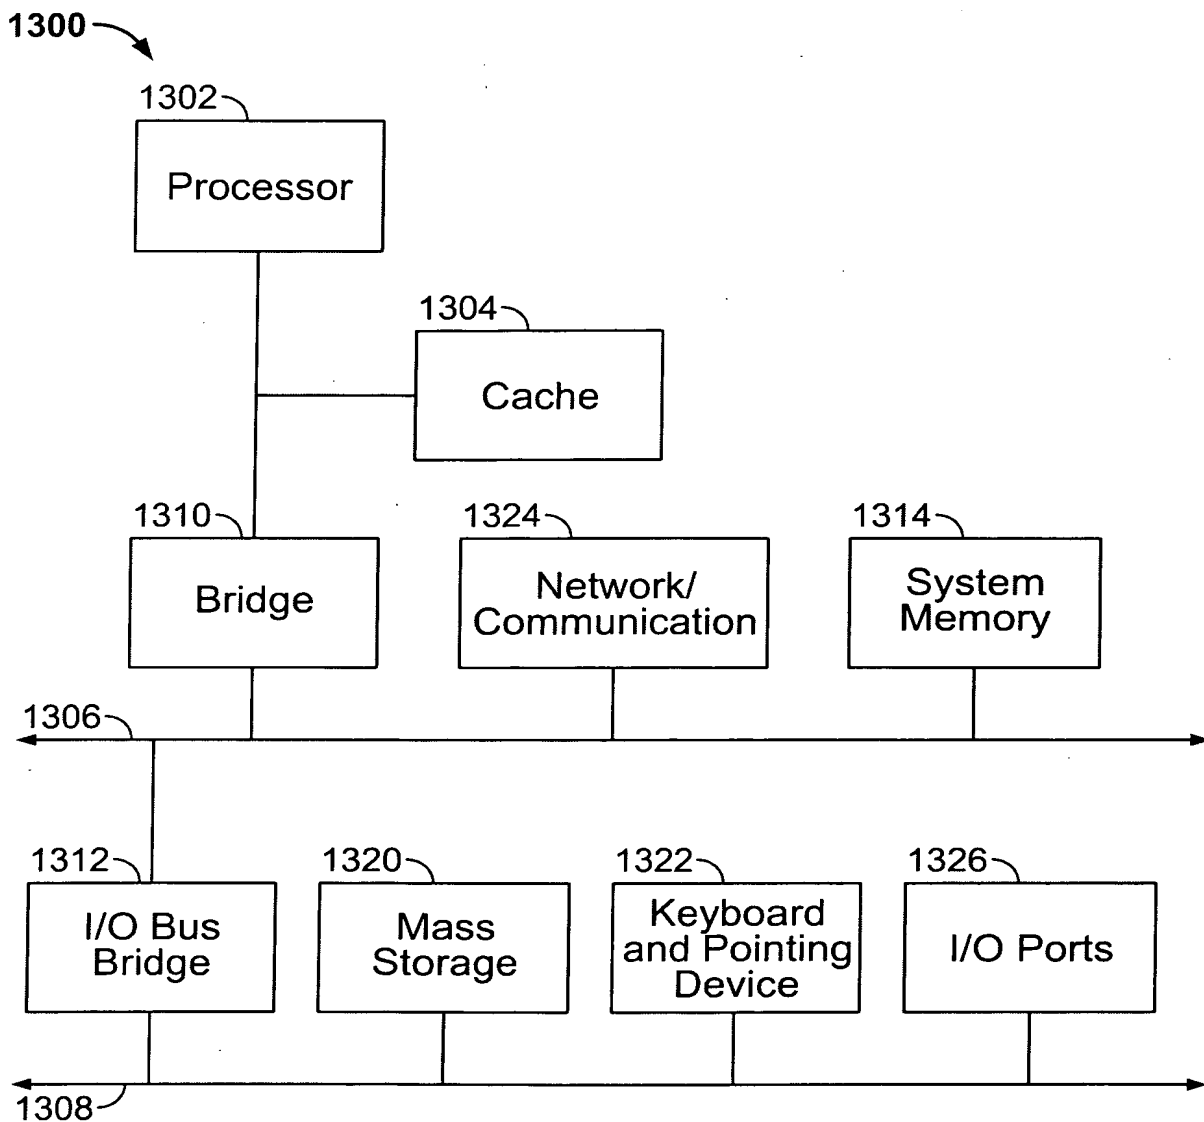 1300
1302
Processor
1304
Cache
1310
Bridge
1324
Network/
Communication
1314
System
Memory
1306
1312
I/O Bus
Bridge
1320
Mass
Storage
1322
Keyboard
and Pointing
Device
1326
I/O Ports
1308